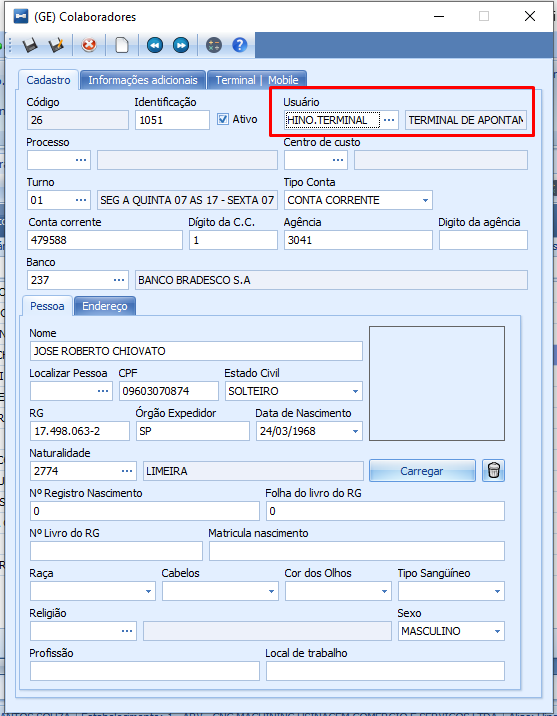 (GE) Colaboradores
Cadastro Informações adicionais Terminal | Mobile
Código Identificação Usuário
26 1051 Ativo HINO.TERMINAL ... TERMINAL DE APONTAN
Processo Centro de custo
... ...
Turno Tipo Conta
01 ... SEG A QUINTA 07 AS 17 - SEXTA 07 CONTA CORRENTE
Conta corrente Dígito da C.C. Agência Digito da agência
479588 1 3041
Banco
237 ... BANCO BRADESCO S.A
Pessoa Endereço
Nome
JOSE ROBERTO CHIOVATO
Localizar Pessoa CPF Estado Civil
... 09603070874 SOLTEIRO
RG Órgão Expedidor Data de Nascimento
17.498.063-2 SP 24/03/1968
Naturalidade
2774 ... LIMEIRA Carregar
Nº Registro Nascimento Folha do livro do RG
0 0
Nº Livro do RG Matricula nascimento
Raça Cabelos Cor dos Olhos Tipo Sangüíneo
Religião Sexo
... MASCULINO
Profissão Local de trabalho